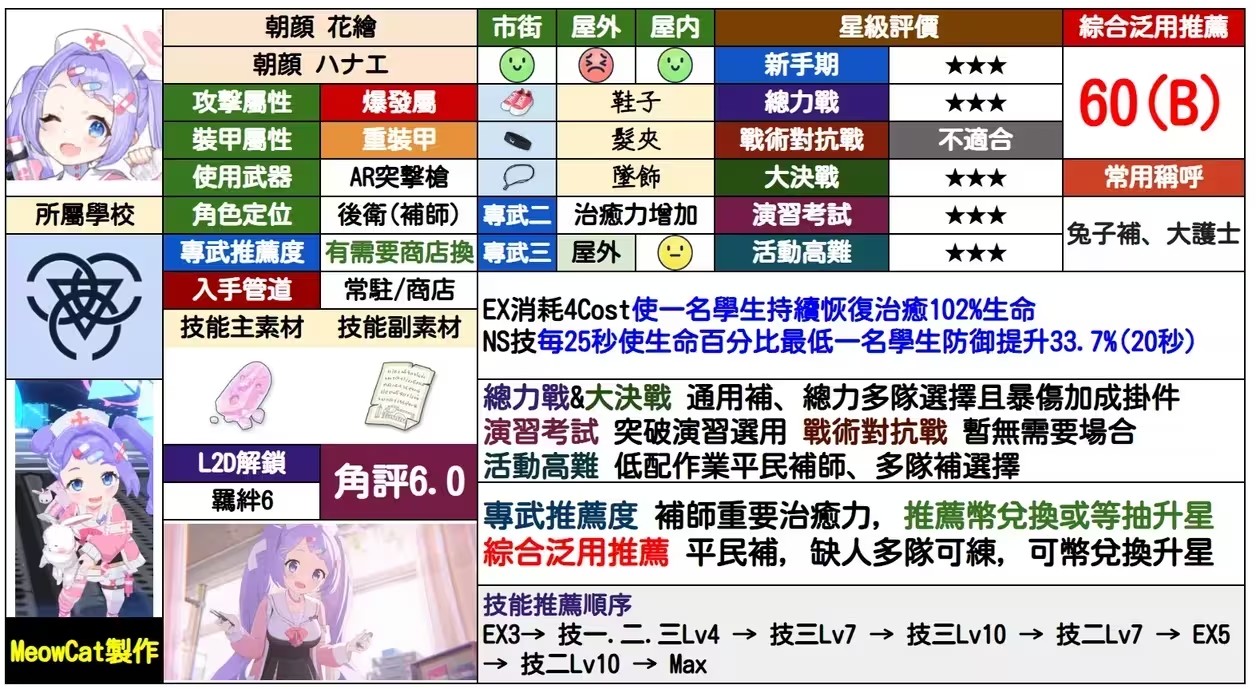 朝顔 花繪
市街 屋外 屋内
星級評價
綜合泛用推薦
朝顔 ハナエ
新手期 ★★★
60(B)
攻擊屬性 爆發屬
鞋子
總力戰 ★★★
裝甲屬性 重裝甲
髮夾
戰術對抗戰 不適合
使用武器 AR突擊槍
墜飾
大決戰 ★★★
常用稱呼
所屬學校
角色定位 後衛(補師)
專武二 治癒力增加
演習考試 ★★★
兔子補、大護士
專武推薦度 有需要商店換
專武三 屋外
活動高難 ★★★
入手管道 常駐/商店
技能主素材 技能副素材
EX消耗4Cost使一名學生持續恢復治癒102%生命
NS技每25秒使生命百分比最低一名學生防御提升33.7%(20秒)
總力戰&大決戰 通用補、總力多隊選擇且暴傷加成掛件
演習考試 突破演習選用 戰術對抗戰 暫無需要場合
活動高難 低配作業平民補師、多隊補選擇
L2D解鎖
羈絆6
角評6.0
專武推薦度 補師重要治癒力, 推薦幣兌換或等抽升星
綜合泛用推薦 平民補, 缺人多隊可練, 可幣兌換升星
技能推薦順序
EX3→ 技一.二.三Lv4 → 技三Lv7 → 技三Lv10 → 技二Lv7 → EX5
→ 技二Lv10 → Max
MeowCat製作